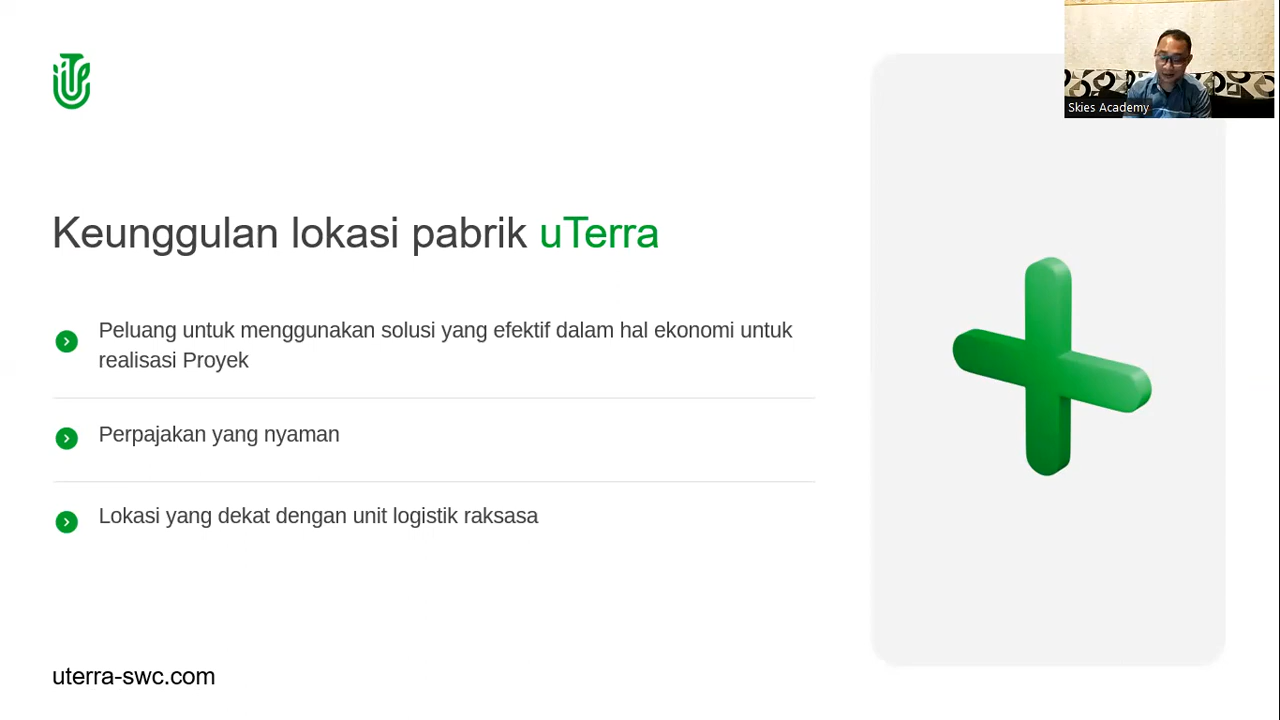 Skies Academy
Keunggulan lokasi pabrik uTerra
Peluang untuk menggunakan solusi yang efektif dalam hal ekonomi untuk
realisasi Proyek
Perpajakan yang nyaman
Lokasi yang dekat dengan unit logistik raksasa
uterra-swc.com